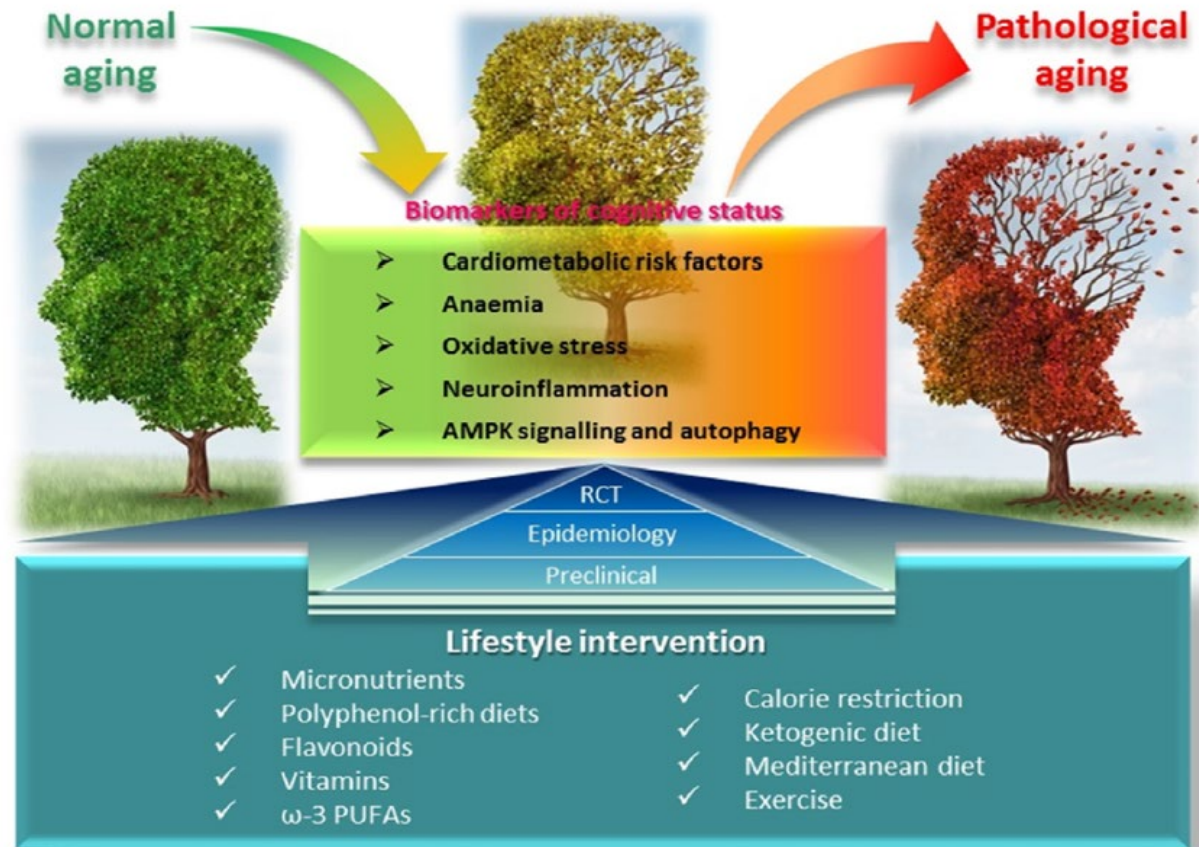 Normal
aging
Pathological
aging
Biomarkers of cognitive status
➢ Cardiometabolic risk factors
➢ Anaemia
➢ Oxidative stress
➢ Neuroinflammation
➢ AMPK signalling and autophagy
RCT
Epidemiology
Preclinical
Lifestyle intervention
✓ Micronutrients
✓ Polyphenol-rich diets
✓ Flavonoids
✓ Vitamins
✓ ω-3 PUFAs
✓ Calorie restriction
✓ Ketogenic diet
✓ Mediterranean diet
✓ Exercise